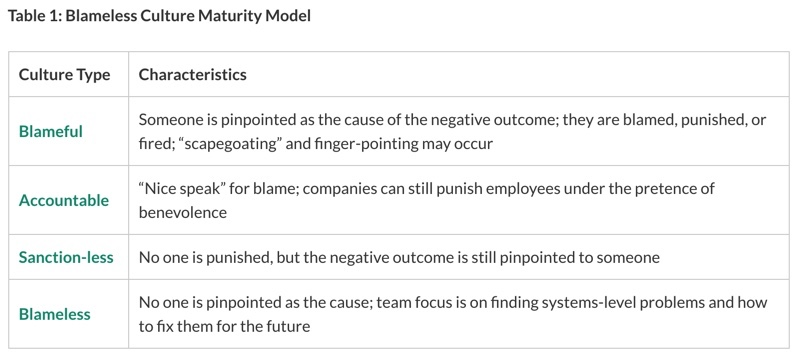 Table 1: Blameless Culture Maturity Model
Culture Type
Characteristics
Blameful
Someone is pinpointed as the cause of the negative outcome; they are blamed, punished, or
fired; “scapegoating” and finger-pointing may occur
Accountable
“Nice speak” for blame; companies can still punish employees under the pretence of
benevolence
Sanction-less
No one is punished, but the negative outcome is still pinpointed to someone
Blameless
No one is pinpointed as the cause; team focus is on finding systems-level problems and how
to fix them for the future